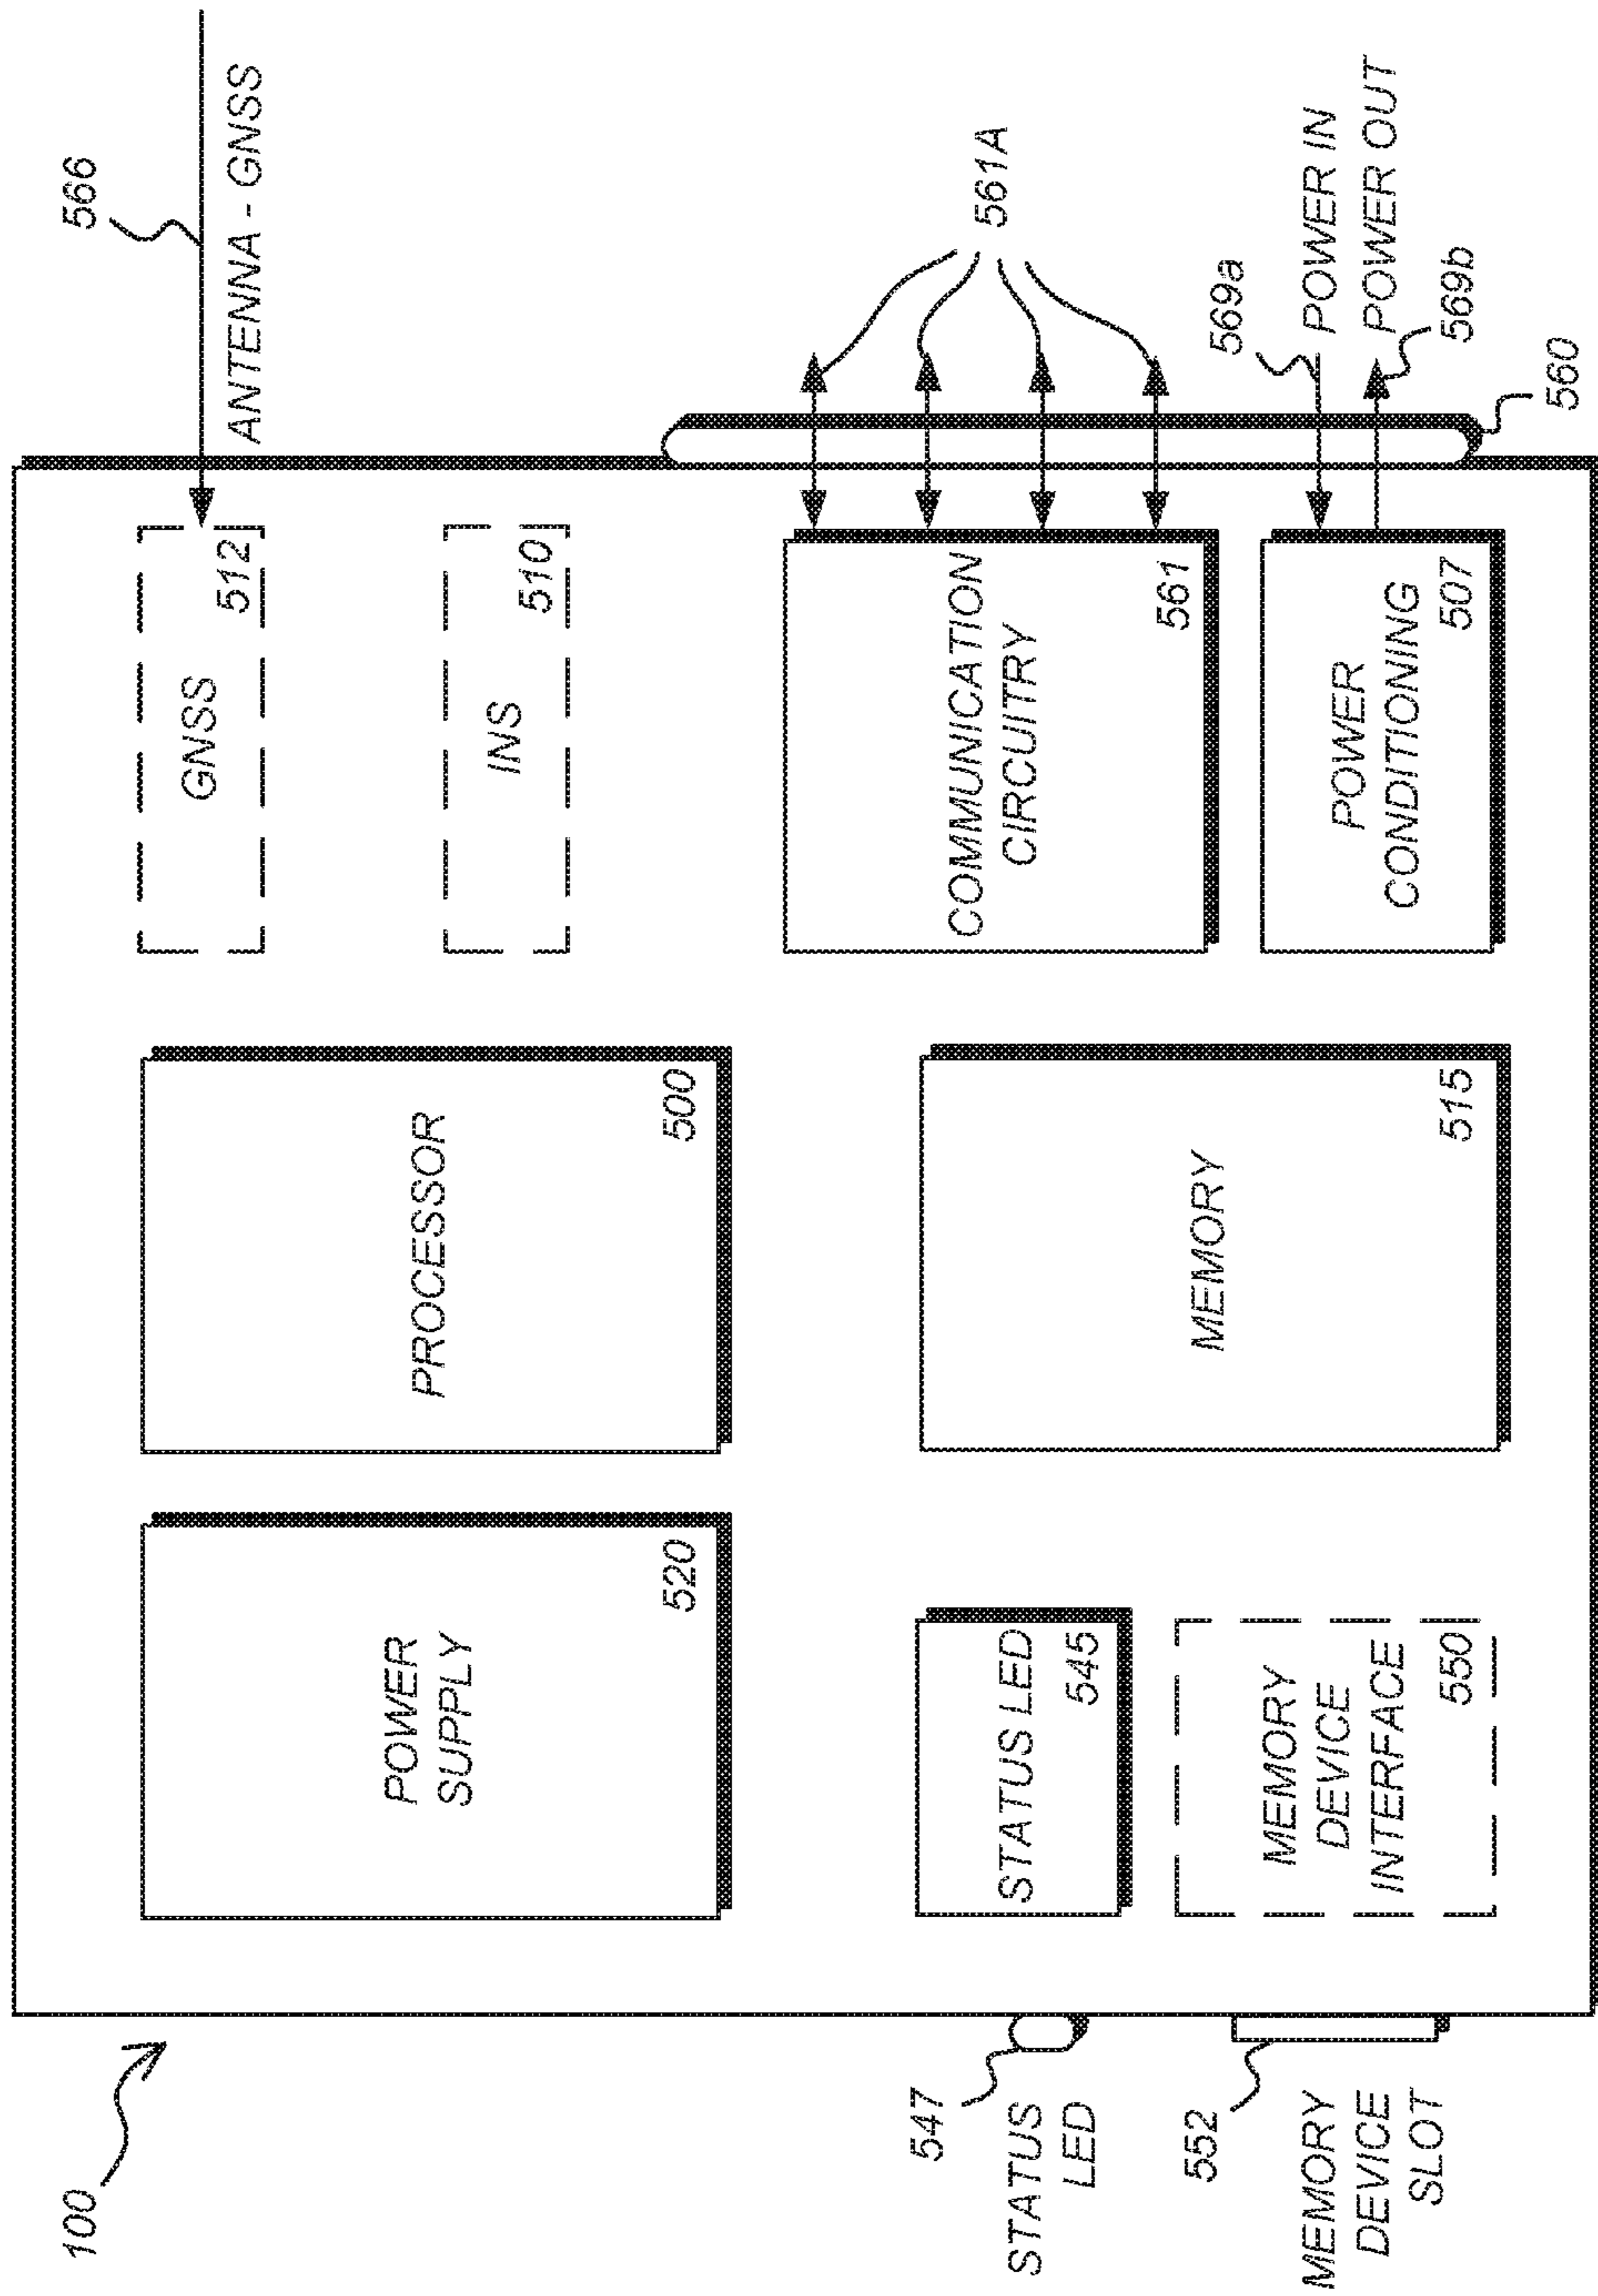 100
POWER
SUPPLY
520
PROCESSOR
500
GNSS
512
566
ANTENNA - GNSS
INS
510
STATUS LED
545
547
STATUS
LED
MEMORY
DEVICE
INTERFACE
550
552
MEMORY
DEVICE
SLOT
MEMORY
515
COMMUNICATION
CIRCUITRY
561
561A
POWER
CONDITIONING
507
569a
POWER IN
POWER OUT
569b
560